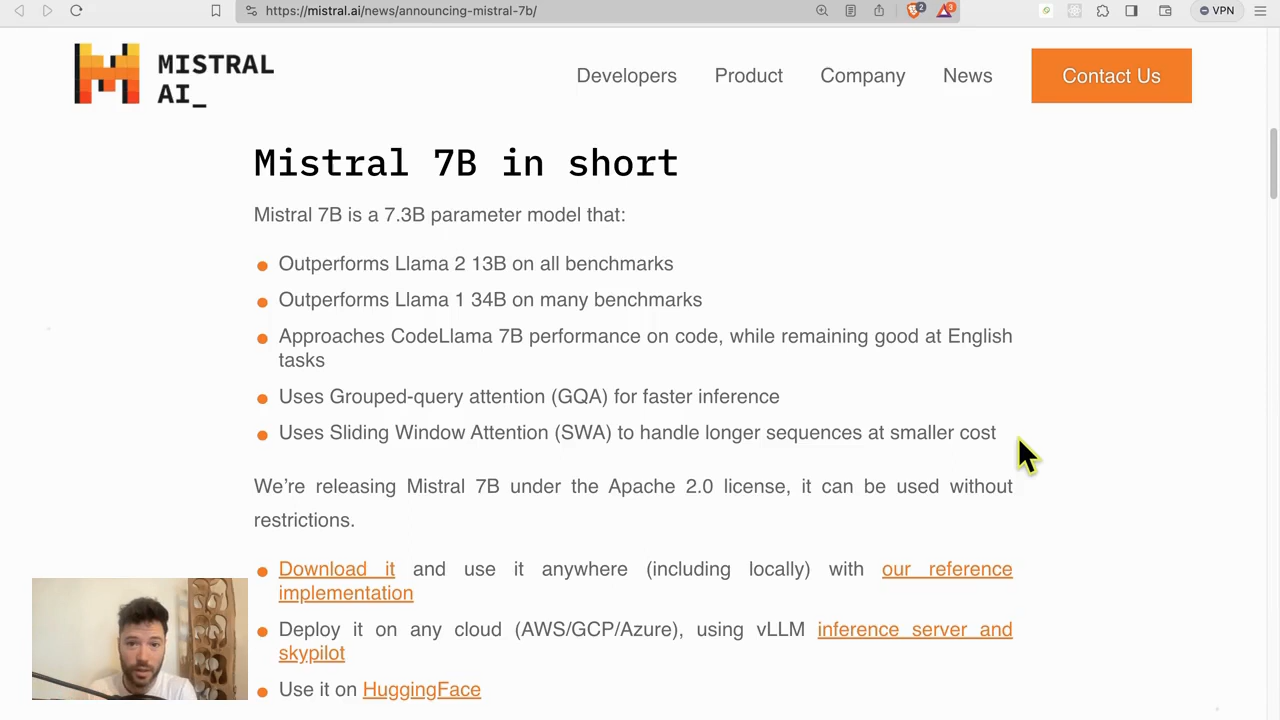 https://mistral.ai/news/announcing-mistral-7b/
2
3
VPN
MISTRAL
AI_
Developers
Product
Company
News
Contact Us
Mistral 7B in short
Mistral 7B is a 7.3B parameter model that:
Outperforms Llama 2 13B on all benchmarks
Outperforms Llama 1 34B on many benchmarks
Approaches CodeLlama 7B performance on code, while remaining good at English
tasks
Uses Grouped-query attention (GQA) for faster inference
Uses Sliding Window Attention (SWA) to handle longer sequences at smaller cost
We’re releasing Mistral 7B under the Apache 2.0 license, it can be used without
restrictions.
Download it and use it anywhere (including locally) with our reference
implementation
Deploy it on any cloud (AWS/GCP/Azure), using vLLM inference server and
skypilot
Use it on HuggingFace